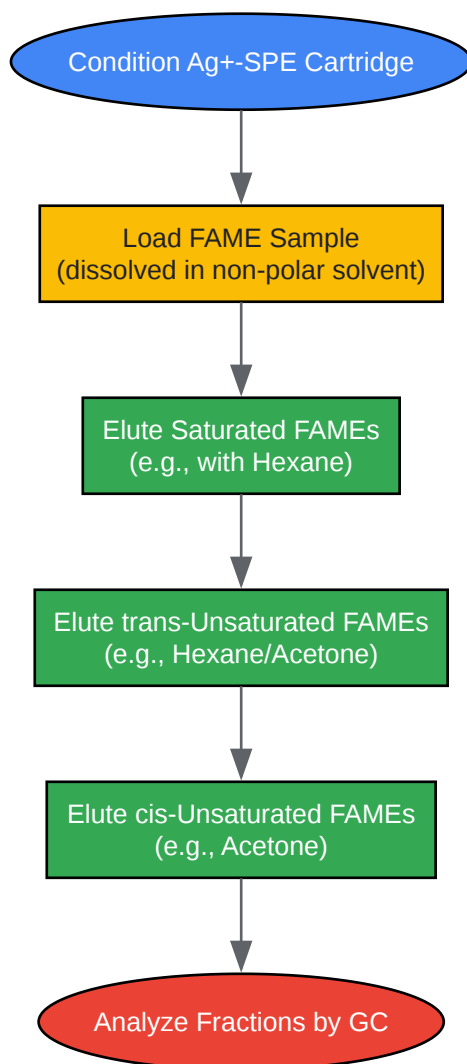 Condition Ag+-SPE Cartridge
Load FAME Sample
(dissolved in non-polar solvent)
Elute Saturated FAMEs
(e.g., with Hexane)
Elute trans-Unsaturated FAMEs
(e.g., Hexane/Acetone)
Elute cis-Unsaturated FAMEs
(e.g., Acetone)
Analyze Fractions by GC